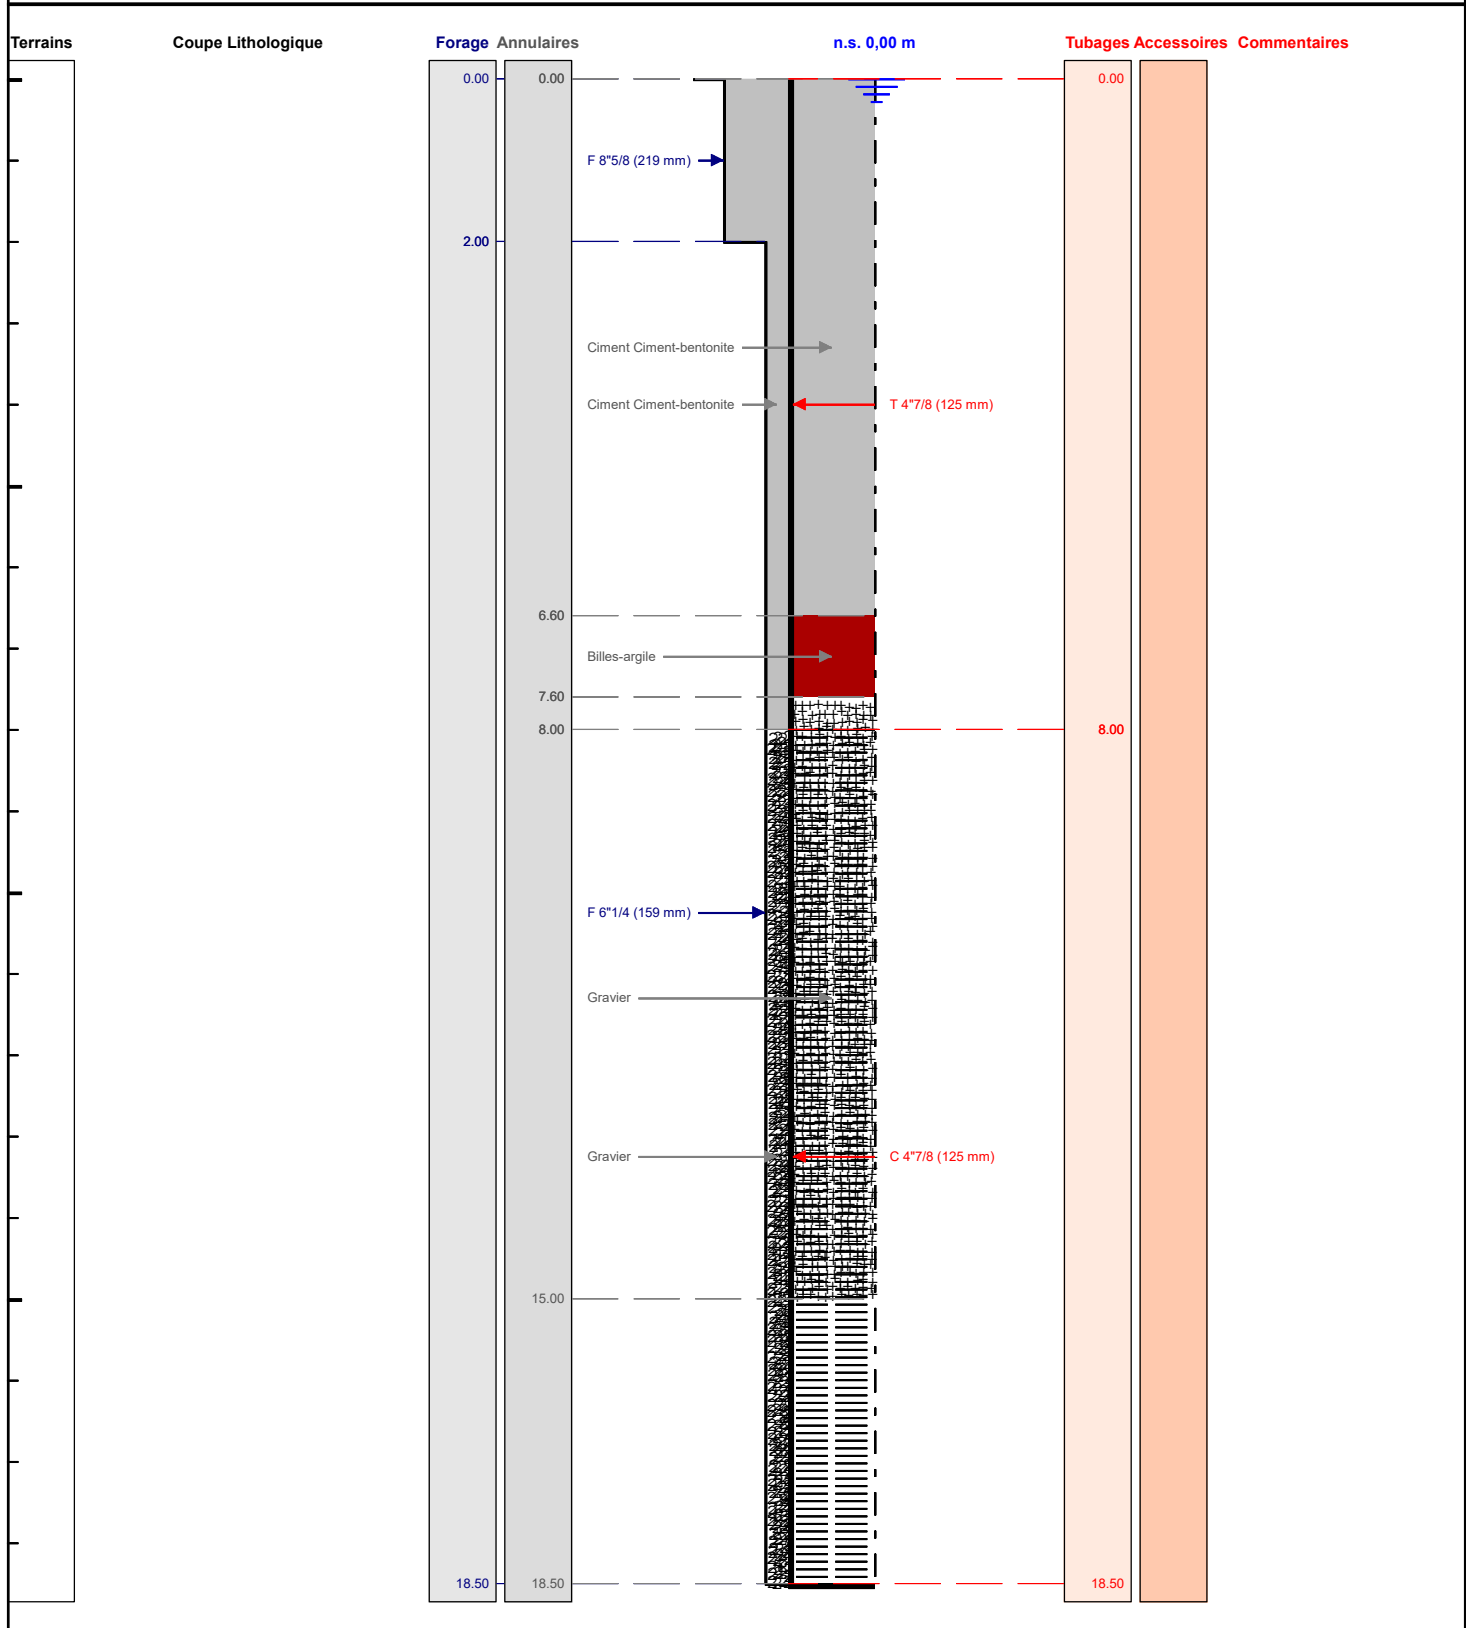 Terrains Coupe Lithologique Forage Annulaires n.s. 0,00 m Tubages Accessoires Commentaires
0.00 0.00 0.00
F 8"5/8 (219 mm)
2.00
Ciment Ciment-bentonite
Ciment Ciment-bentonite T 4"7/8 (125 mm)
6.60
Billes-argile
7.60
8.00 8.00
F 6"1/4 (159 mm)
Gravier
Gravier C 4"7/8 (125 mm)
15.00
18.50 18.50 18.50